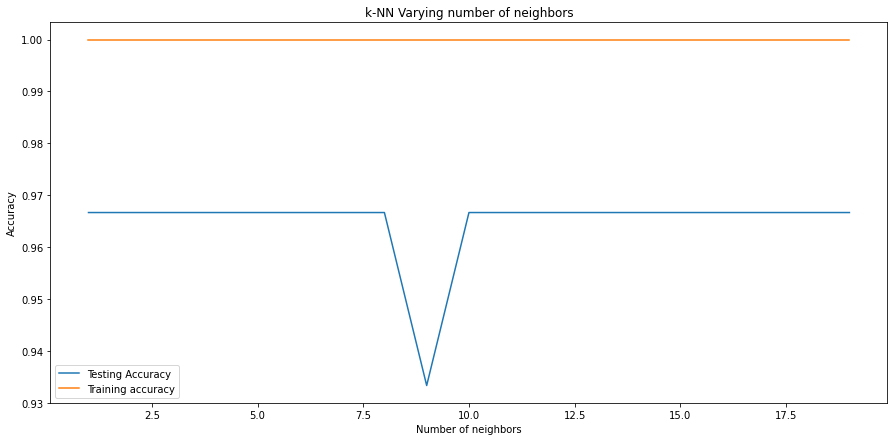 k-NN Varying number of neighbors
1.00
0.99
0.98
0.97
0.96
0.95
0.94
0.93
Accuracy
Testing Accuracy
Training accuracy
2.5 5.0 7.5 10.0 12.5 15.0 17.5
Number of neighbors